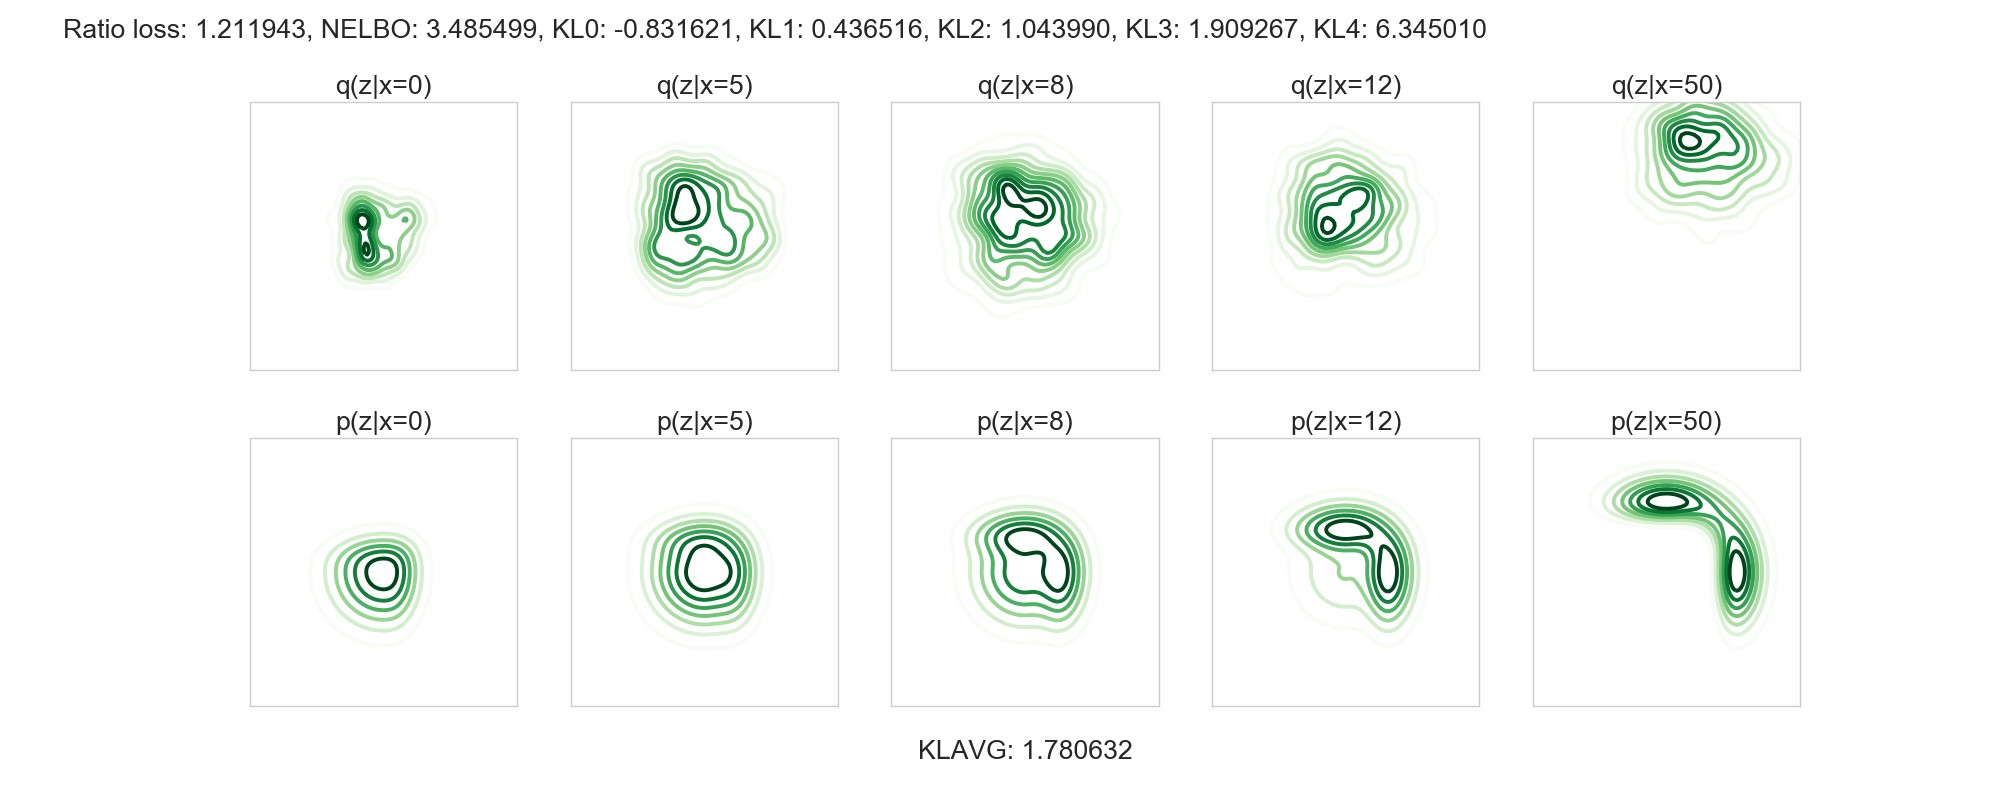 Ratio loss: 1.211943, NELBO: 3.485499, KL0: -0.831621, KL1: 0.436516, KL2: 1.043990, KL3: 1.909267, KL4: 6.345010
q(z|x=0) q(z|x=5) q(z|x=8) q(z|x=12) q(z|x=50)
p(z|x=0) p(z|x=5) p(z|x=8) p(z|x=12) p(z|x=50)
KLAVG: 1.780632